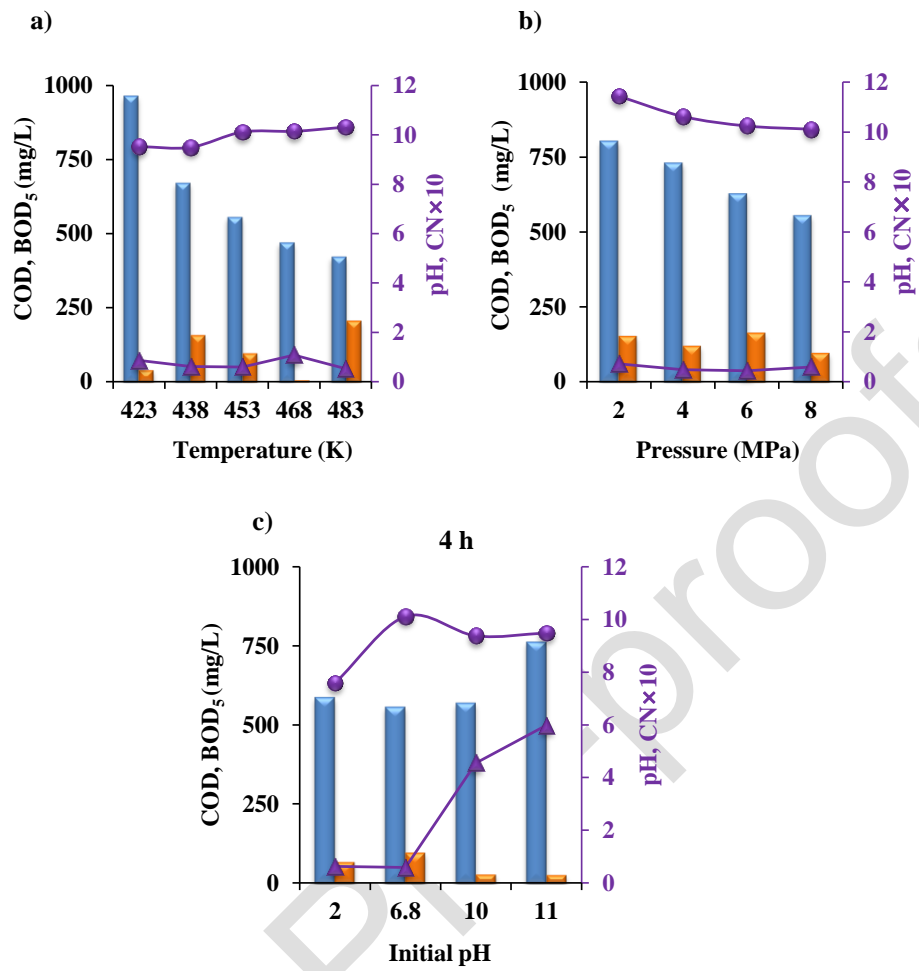 a)
1000
750
500
250
0
COD, BOD5 (mg/L)
12
10
8
6
4
2
0
pH, CN×10
423 438 453 468 483
Temperature (K)
b)
1000
750
500
250
0
COD, BOD5 (mg/L)
12
10
8
6
4
2
0
pH, CN×10
2 4 6 8
Pressure (MPa)
c)
4 h
1000
750
500
250
0
COD, BOD5 (mg/L)
12
10
8
6
4
2
0
pH, CN×10
2 6.8 10 11
Initial pH